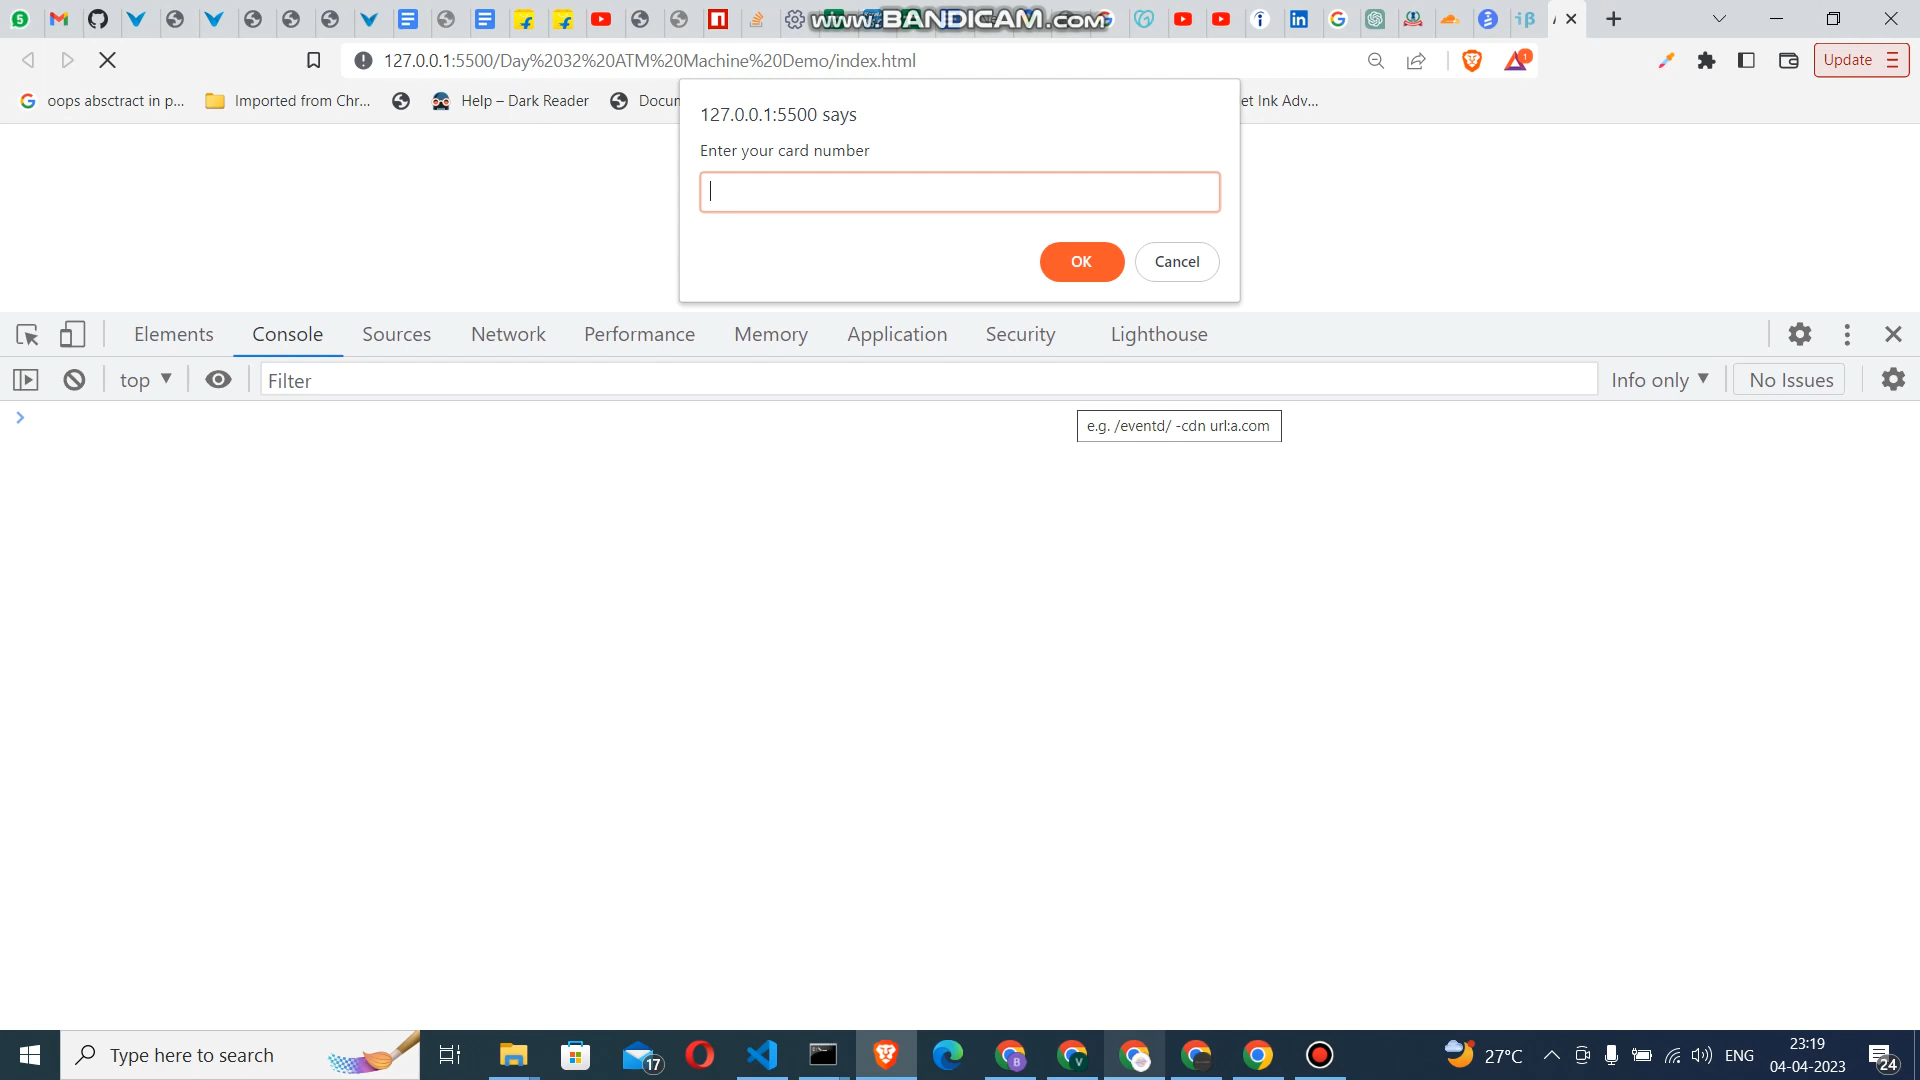 www.BANDICAM.com
127.0.0.1:5500/Day%2032%20ATM%20Machine%20Demo/index.html
1
Update
oops absctract in p...
Imported from Chr...
Help – Dark Reader
Docun
et Ink Adv...
127.0.0.1:5500 says
Enter your card number
OK
Cancel
Elements
Console
Sources
Network
Performance
Memory
Application
Security
Lighthouse
top
Filter
Info only
No Issues
e.g. /eventd/ -cdn url:a.com
Type here to search
17
27°C
ENG
23:19
04-04-2023
24